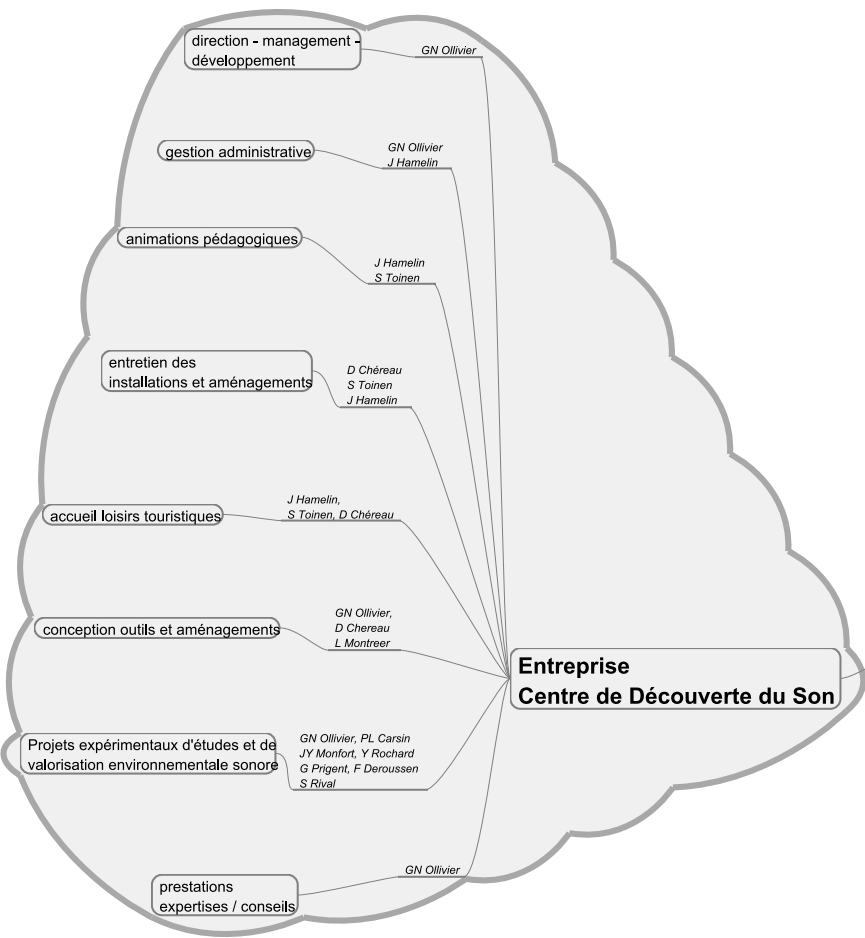 direction - management -
développement
GN Ollivier
gestion administrative
GN Ollivier
J Hamelin
animations pédagogiques
J Hamelin
S Toinen
entretien des
installations et aménagements
D Chéreau
S Toinen
J Hamelin
accueil loisirs touristiques
J Hamelin,
S Toinen, D Chéreau
conception outils et aménagements
GN Ollivier,
D Chereau
L Montreer
Entreprise
Centre de Découverte du Son
Projets expérimentaux d'études et de
valorisation environnementale sonore
GN Ollivier, PL Carsin
JY Monfort, Y Rochard
G Prigent, F Deroussen
S Rival
prestations
expertises / conseils
GN Ollivier